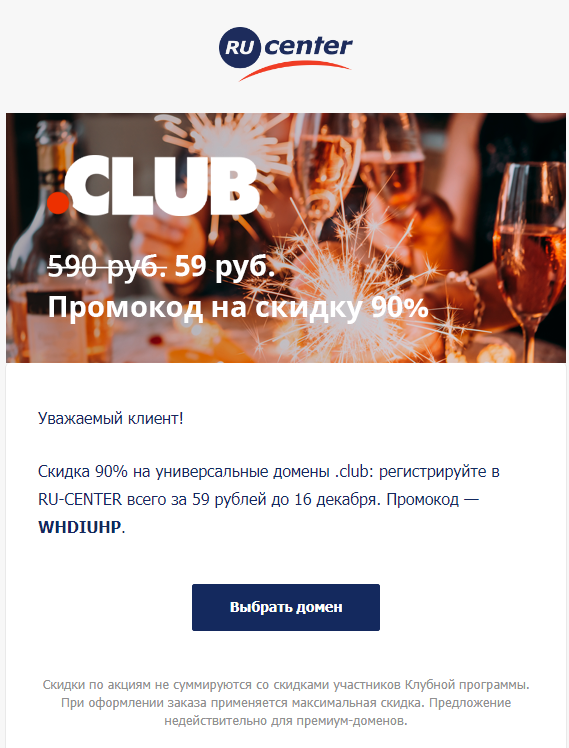 RU center
.CLUB
590 руб. 59 руб.
Промокод на скидку 90%
Уважаемый клиент!
Скидка 90% на универсальные домены .club: регистрируйте в
RU-CENTER всего за 59 рублей до 16 декабря. Промокод —
WHDIUHP.
Выбрать домен
Скидки по акциям не суммируются со скидками участников Клубной программы.
При оформлении заказа применяется максимальная скидка. Предложение
недействительно для премиум-доменов.